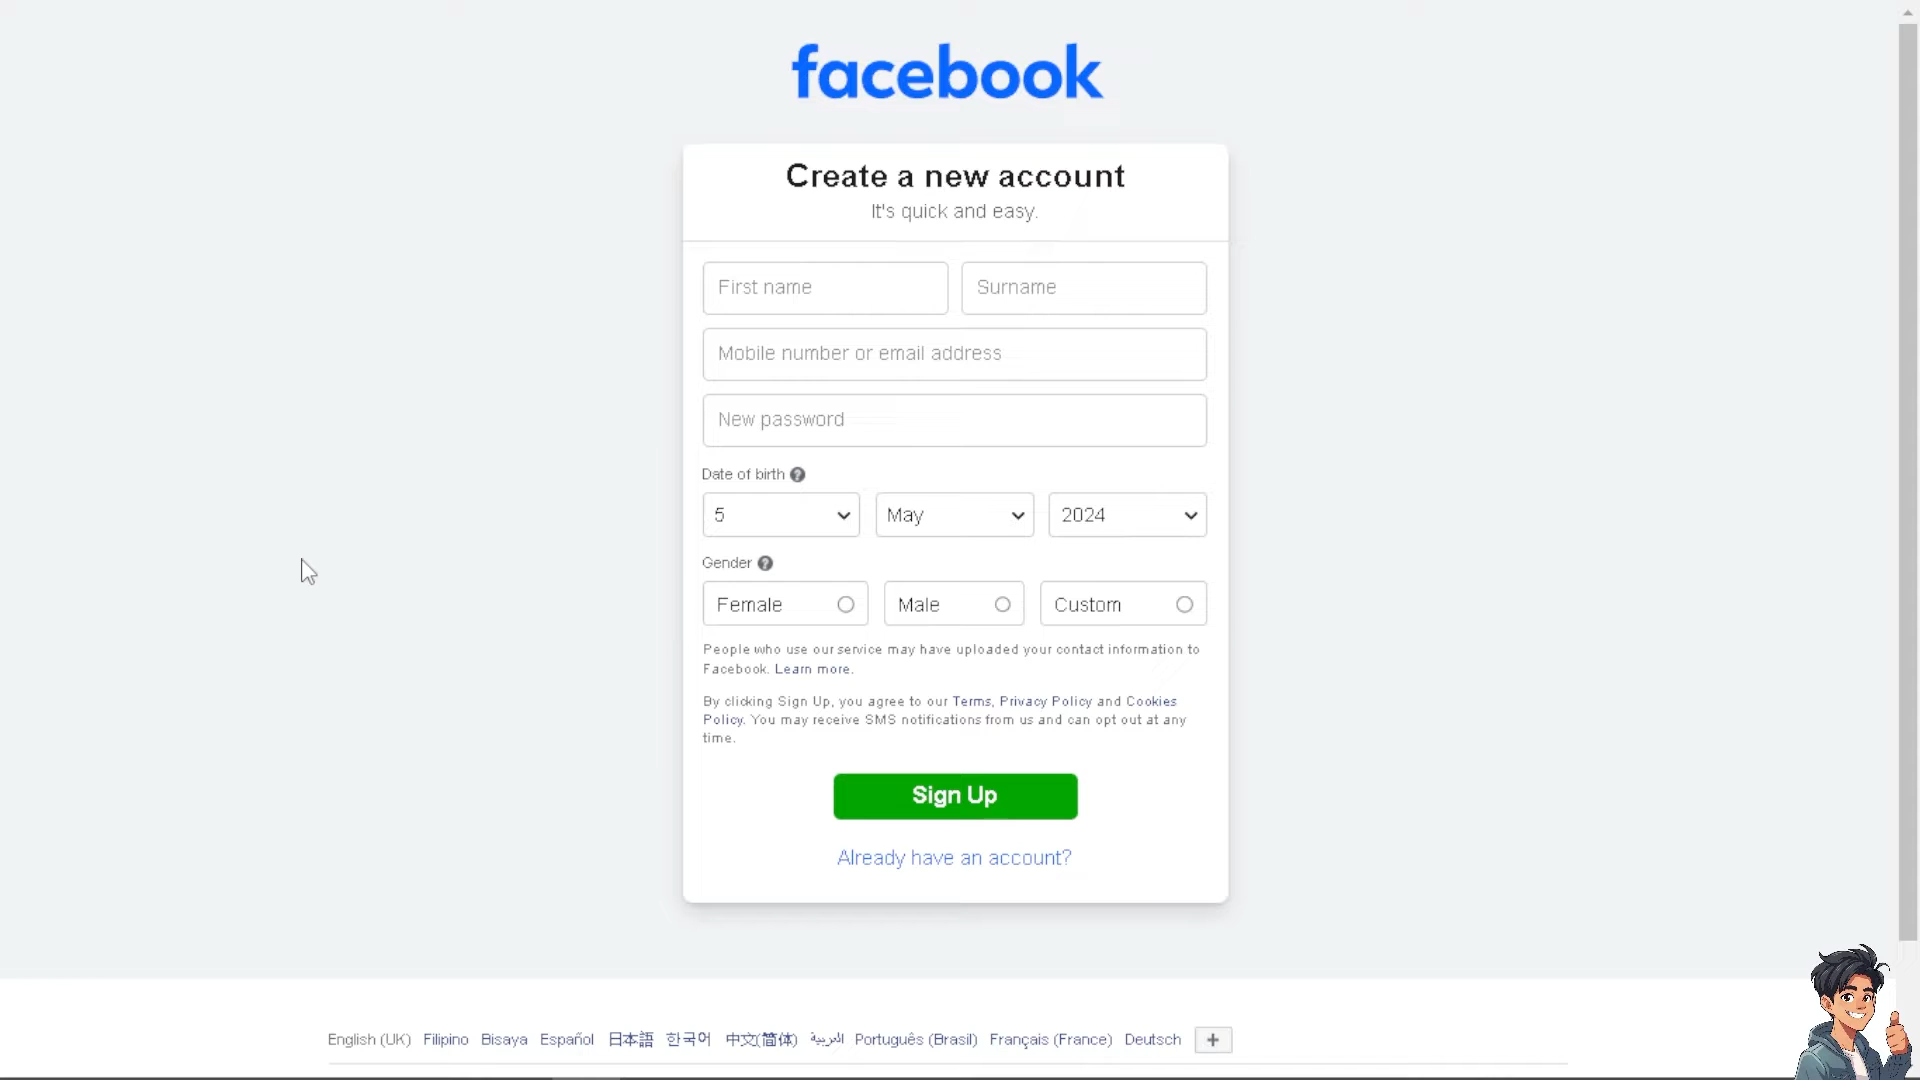 facebook
Create a new account
It's quick and easy.
First name Surname
Mobile number or email address
New password
Date of birth ?
5 May 2024
Gender ?
Female Male Custom
People who use our service may have uploaded your contact information to
Facebook. Learn more.
By clicking Sign Up, you agree to our Terms, Privacy Policy and Cookies
Policy. You may receive SMS notifications from us and can opt out at any
time.
Sign Up
Already have an account?
English (UK) Filipino Bisaya Español 日本語 한국어 中文(简体) العربية Português (Brasil) Français (France) Deutsch +